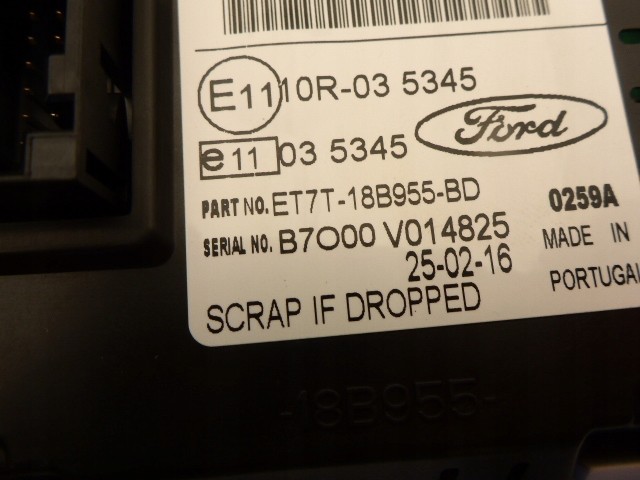 E11 10R-03 5345
e11 03 5345
Ford
PART NO. ET7T-18B955-BD
0259A
SERIAL NO. B7O00 V014825
MADE IN
25-02-16
PORTUGAL
SCRAP IF DROPPED
-18B955-